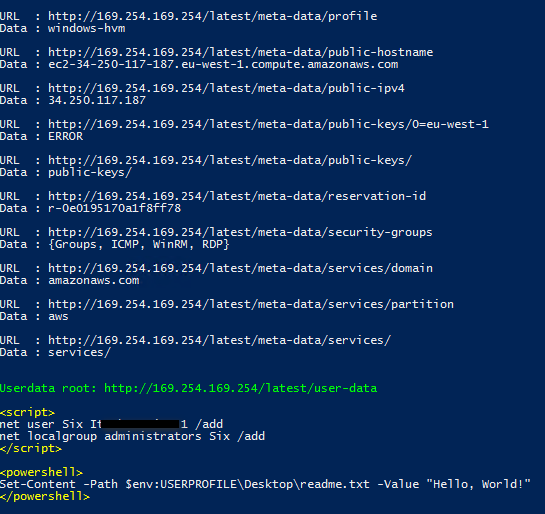 URL  : http://169.254.169.254/latest/meta-data/profile
Data : windows-hvm
URL  : http://169.254.169.254/latest/meta-data/public-hostname
Data : ec2-34-250-117-187.eu-west-1.compute.amazonaws.com
URL  : http://169.254.169.254/latest/meta-data/public-ipv4
Data : 34.250.117.187
URL  : http://169.254.169.254/latest/meta-data/public-keys/0=eu-west-1
Data : ERROR
URL  : http://169.254.169.254/latest/meta-data/public-keys/
Data : public-keys/
URL  : http://169.254.169.254/latest/meta-data/reservation-id
Data : r-0e0195170a1f8ff78
URL  : http://169.254.169.254/latest/meta-data/security-groups
Data : {Groups, ICMP, WinRM, RDP}
URL  : http://169.254.169.254/latest/meta-data/services/domain
Data : amazonaws.com
URL  : http://169.254.169.254/latest/meta-data/services/partition
Data : aws
URL  : http://169.254.169.254/latest/meta-data/services/
Data : services/
Userdata root: http://169.254.169.254/latest/user-data
<script>
net user Six /add
net localgroup administrators Six /add
</script>
<powershell>
Set-Content -Path $env:USERPROFILE\Desktop\readme.txt -Value "Hello, World!"
</powershell>